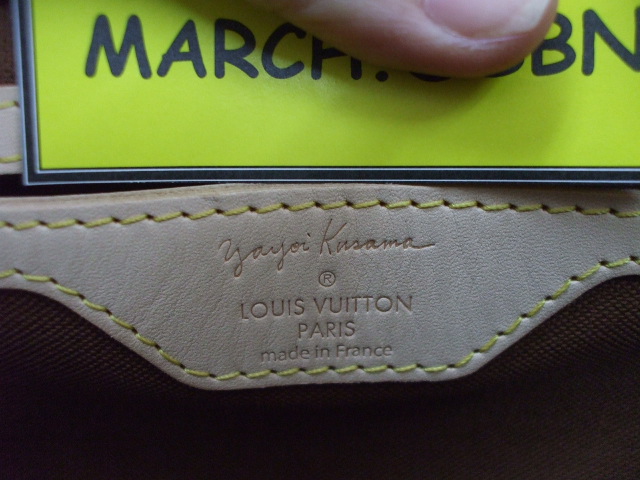 MARCH
Yayoi Kusama
®
LOUIS VUITTON
PARIS
made in France